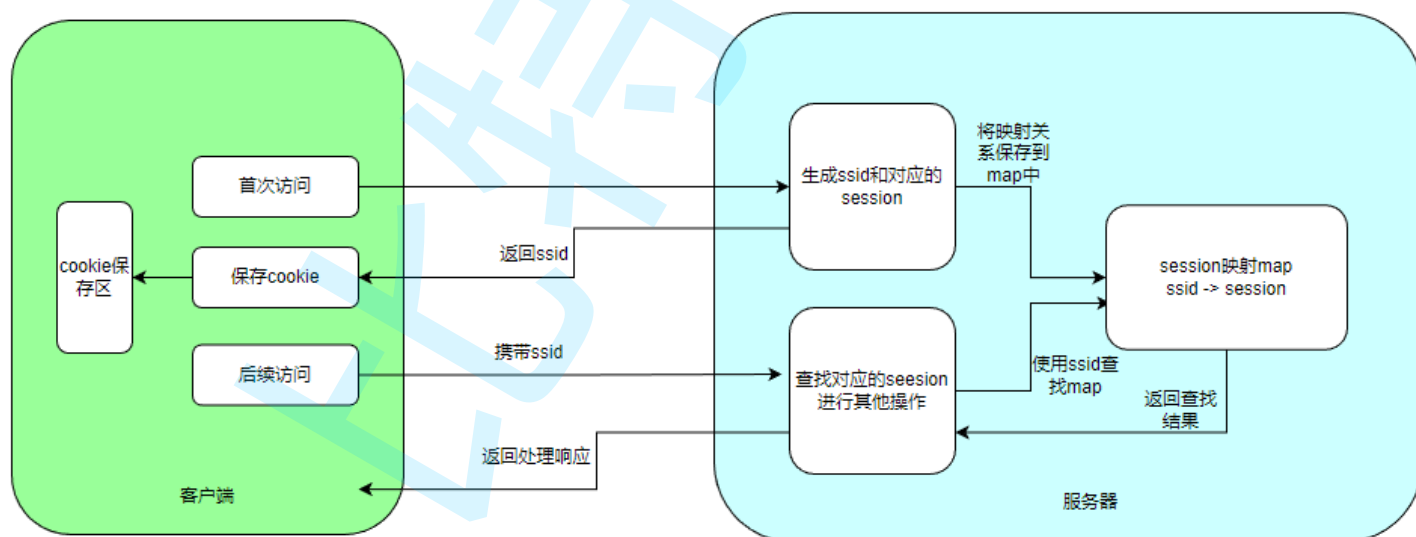 首次访问
保存cookie
cookie保
存区
后续访问
客户端
返回ssid
携带ssid
返回处理响应
生成ssid和对应的
session
将映射关
系保存到
map中
session映射map
ssid -> session
查找对应的seesion
进行其他操作
使用ssid查
找map
返回查找
结果
服务器
比特